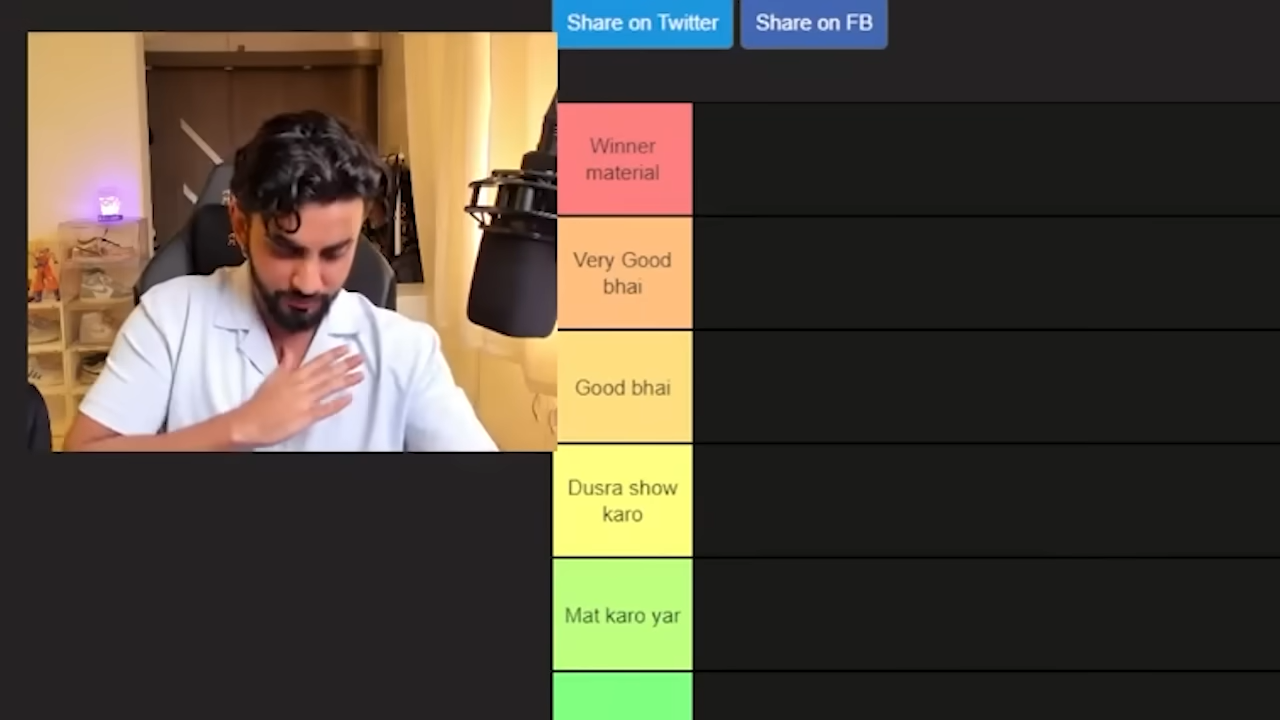 Share on Twitter
Share on FB
Winner
material
Very Good
bhai
Good bhai
Dusra show
karo
Mat karo yar